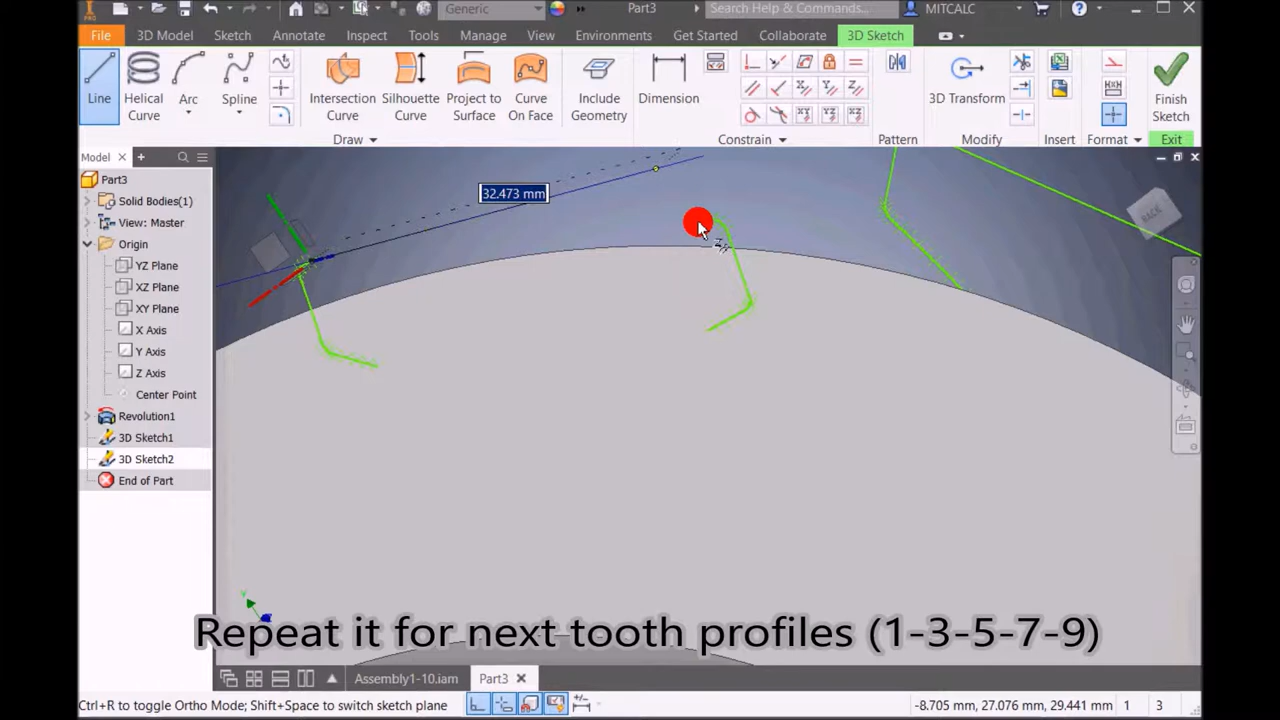 Generic
Part3
Search Help & Commands...
MITCALC
PRO
File
3D Model
Sketch
Annotate
Inspect
Tools
Manage
View
Environments
Get Started
Collaborate
3D Sketch
Line
Helical
Curve
Arc
Spline
Intersection
Curve
Silhouette
Curve
Project to
Surface
Curve
On Face
Include
Geometry
Dimension
3D Transform
Finish
Sketch
Draw
Constrain
Pattern
Modify
Insert
Format
Exit
Model
Part3
Solid Bodies(1)
View: Master
Origin
YZ Plane
XZ Plane
XY Plane
X Axis
Y Axis
Z Axis
Center Point
Revolution1
3D Sketch1
3D Sketch2
End of Part
32.473 mm
BACK
Repeat it for next tooth profiles (1-3-5-7-9)
Assembly1-10.iam
Part3
Ctrl+R to toggle Ortho Mode; Shift+Space to switch sketch plane
-8.705 mm, 27.076 mm, 29.441 mm
1
3